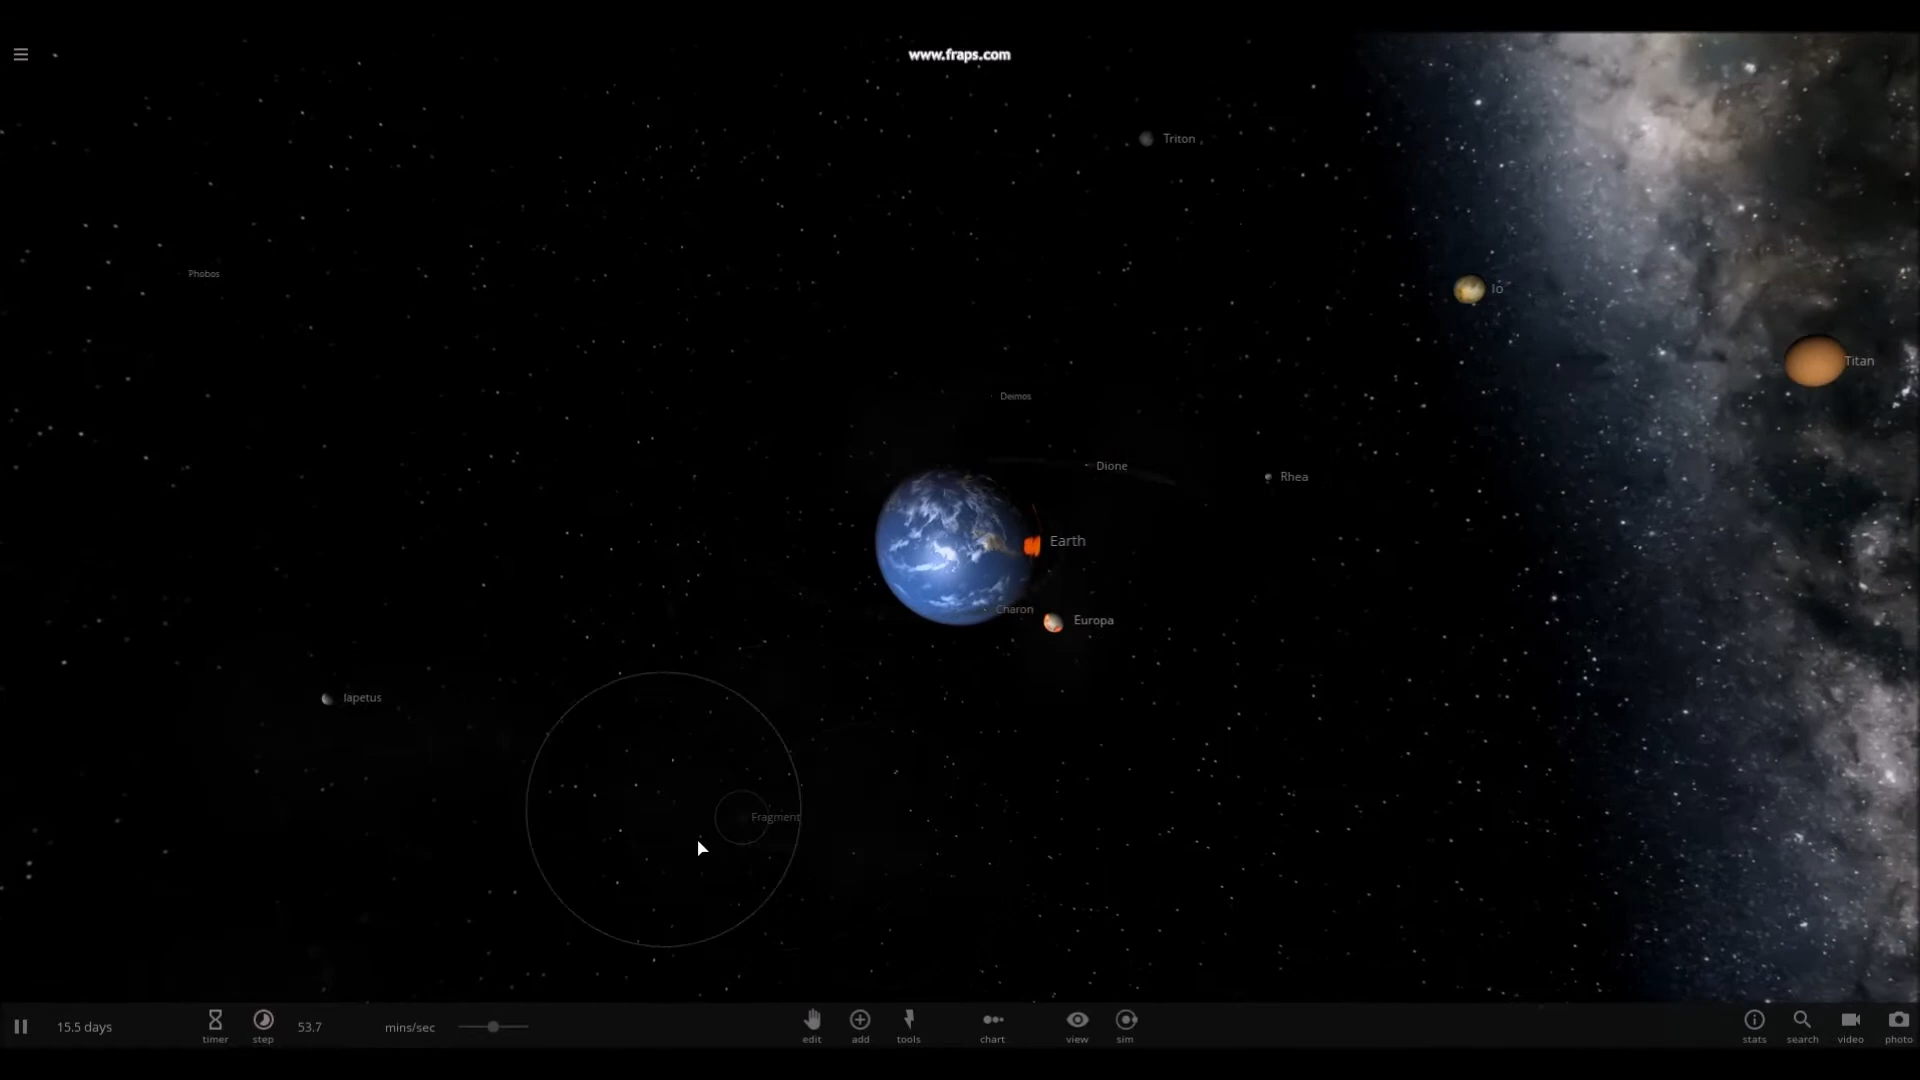 www.fraps.com
Triton
Phobos
Io
Titan
Deimos
Dione
Rhea
Earth
Charon
Europa
Iapetus
Fragment
15.5 days
timer
step
53.7
mins/sec
edit
add
tools
chart
view
sim
stats
search
video
photo